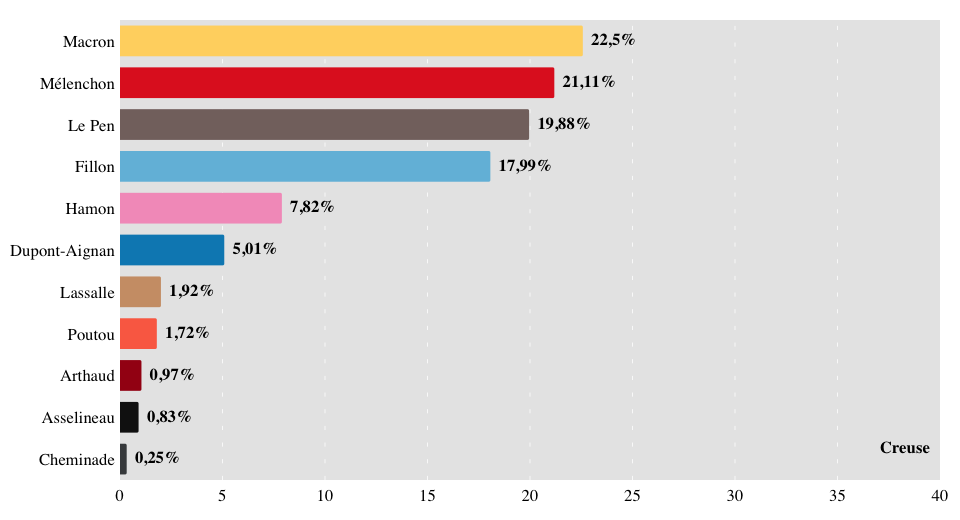 Macron 22,5%
Mélenchon 21,11%
Le Pen 19,88%
Fillon 17,99%
Hamon 7,82%
Dupont-Aignan 5,01%
Lassalle 1,92%
Poutou 1,72%
Arthaud 0,97%
Asselineau 0,83%
Creuse
Cheminade 0,25%
0 5 10 15 20 25 30 35 40